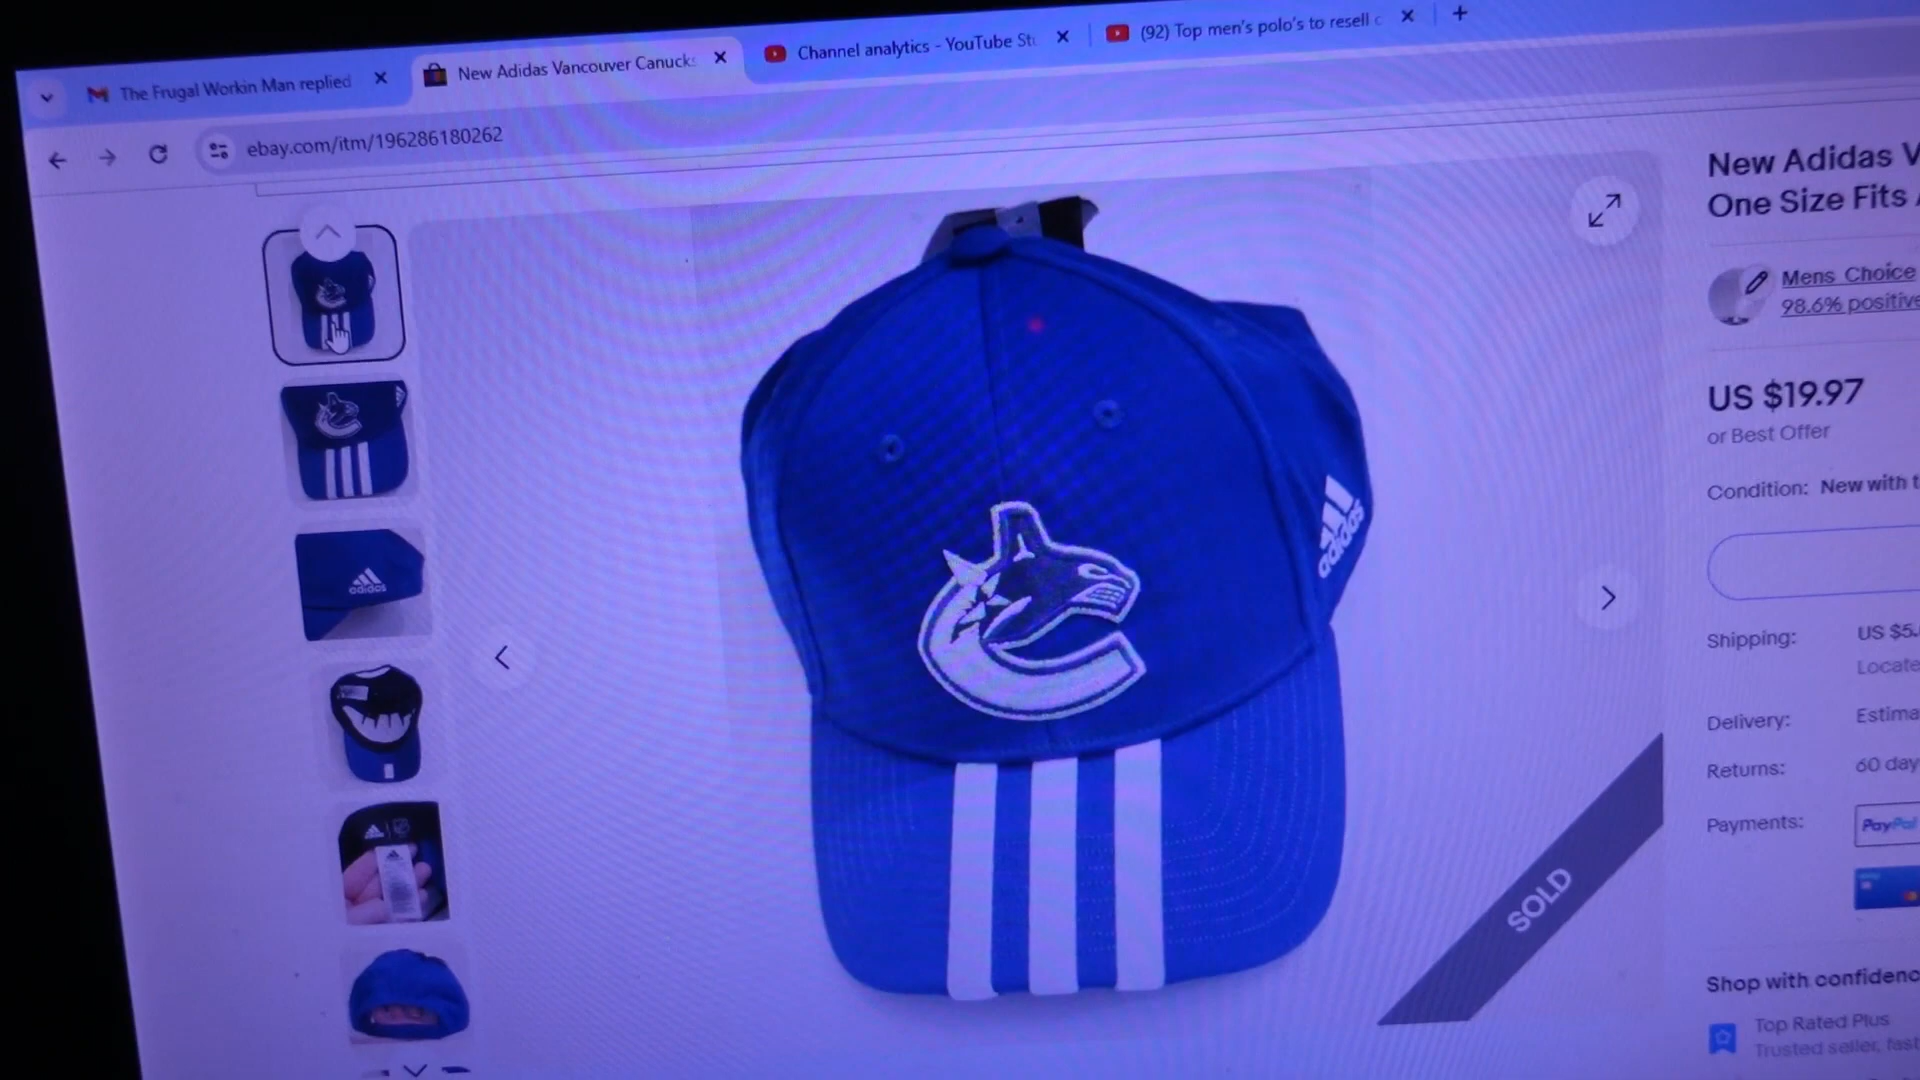 The Frugal Workin Man replied
New Adidas Vancouver Canucks
Channel analytics - YouTube St
(92) Top men's polo's to resell
ebay.com/itm/196286180262
New Adidas V
One Size Fits
Mens Choice
98.6% positive
US $19.97
or Best Offer
Condition: New with t
Shipping: US $5.
Locate
Delivery: Estima
Returns: 60 day
Payments: PayPal
Shop with confidenc
Top Rated Plus
Trusted seller, fast
adidas
SOLD
adidas